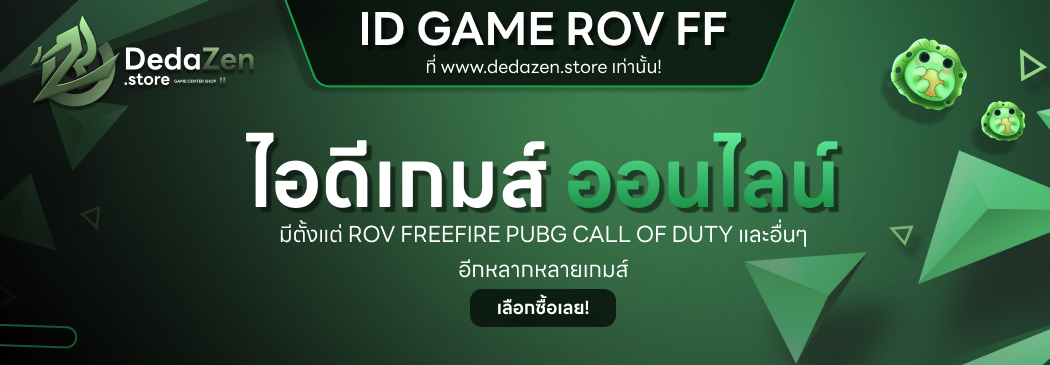 ID GAME ROV FF
ที่ www.dedazen.store เท่านั้น!
DedaZen
.store GAME CENTER SHOP !!
ไอดีเกมส์ ออนไลน์
มีตั้งแต่ ROV FREEFIRE PUBG CALL OF DUTY และอื่นๆ
อีกหลากหลายเกมส์
เลือกซื้อเลย!